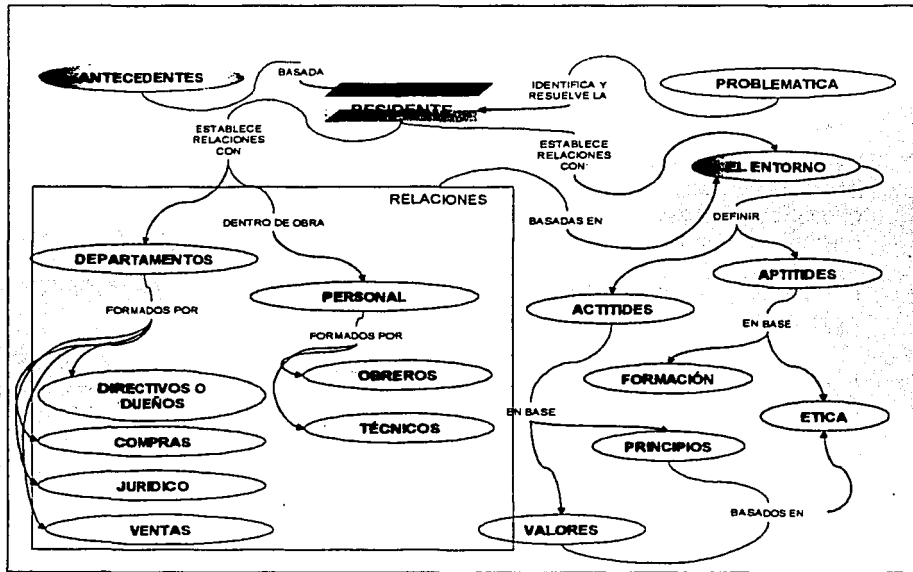 ANTECEDENTES
BASADA
RESIDENTE
IDENTIFICA Y
RESUELVE LA
PROBLEMATICA
ESTABLECE
RELACIONES
CON
ESTABLECE
RELACIONES
CON
EL ENTORNO
RELACIONES
DENTRO DE OBRA
BASADAS EN
DEFINIR
DEPARTAMENTOS
PERSONAL
ACTITIDES
APTITIDES
FORMADOS POR
FORMADOS POR
EN BASE
DIRECTIVOS O
DUEÑOS
OBREROS
FORMACIÓN
COMPRAS
TÉCNICOS
EN BASE
PRINCIPIOS
ETICA
JURIDICO
VENTAS
VALORES
BASADOS EN